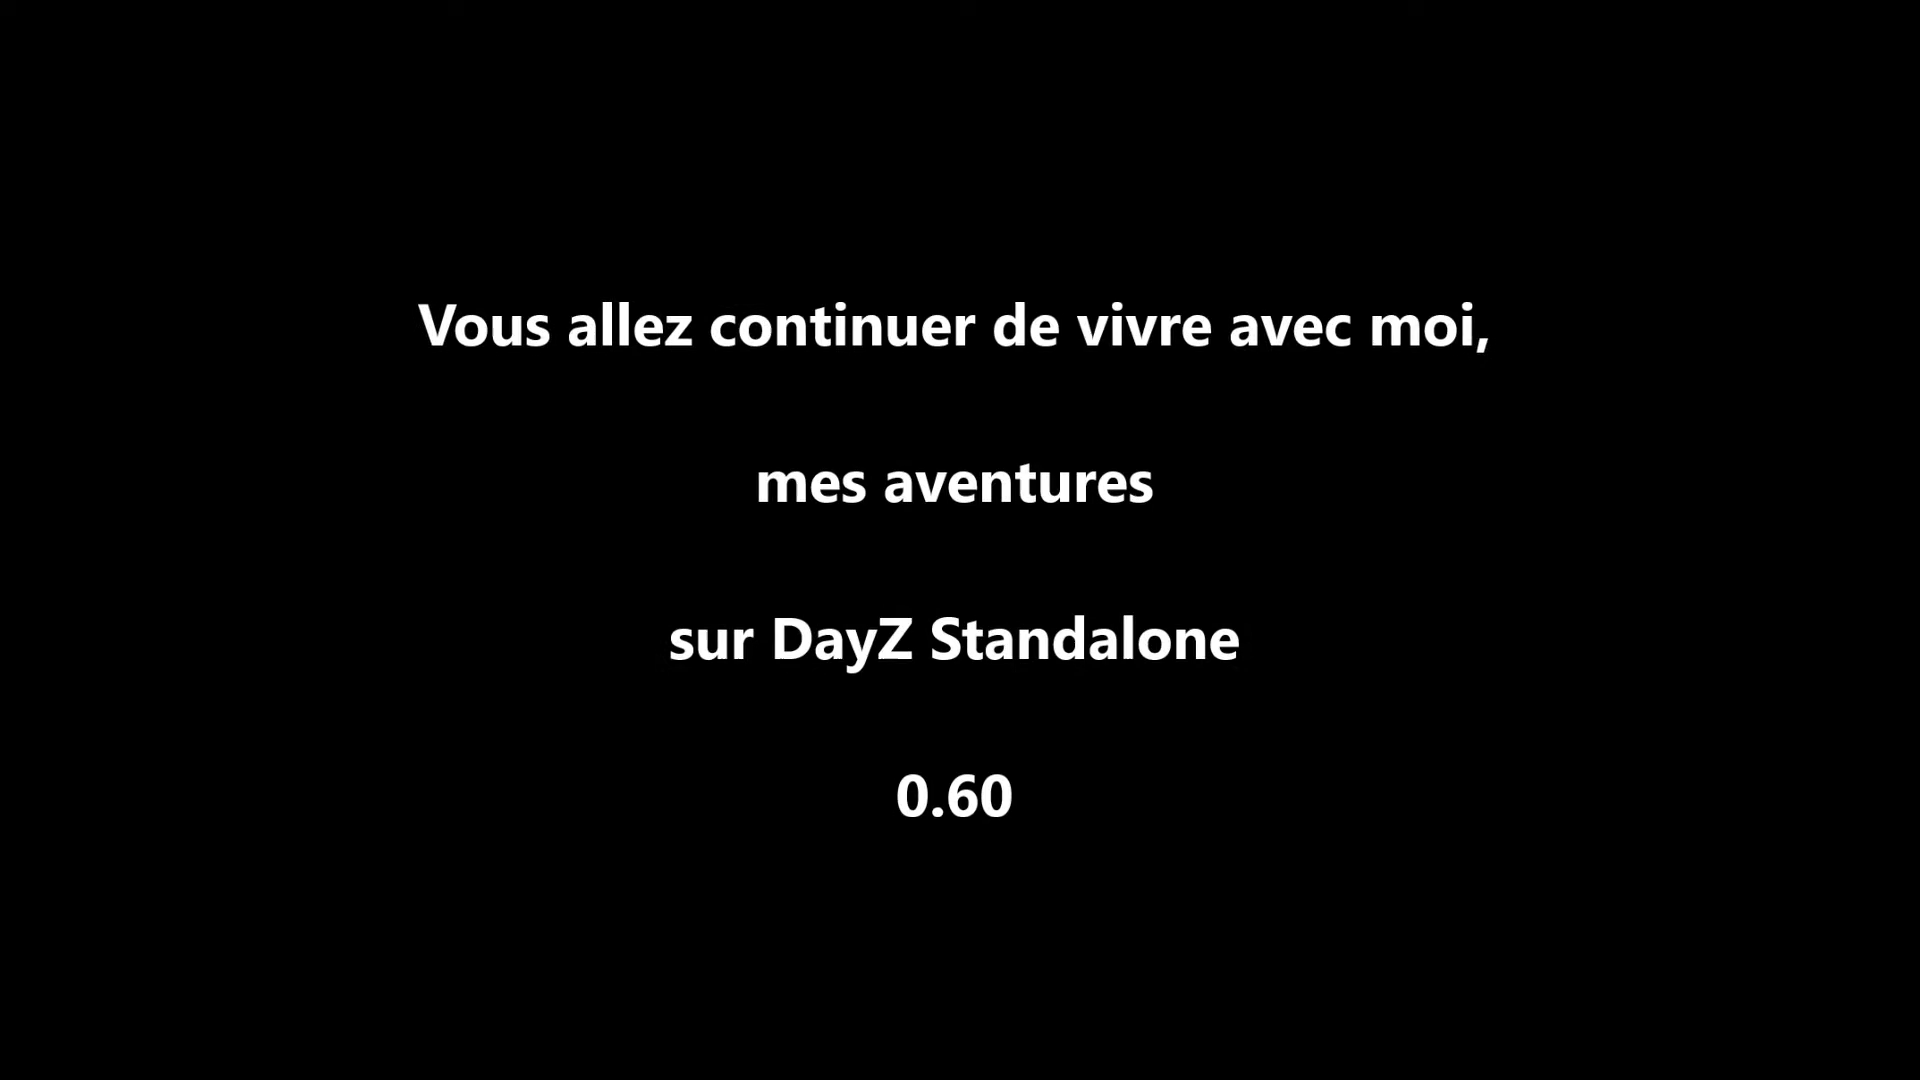 Vous allez continuer de vivre avec moi,
mes aventures
sur DayZ Standalone
0.60